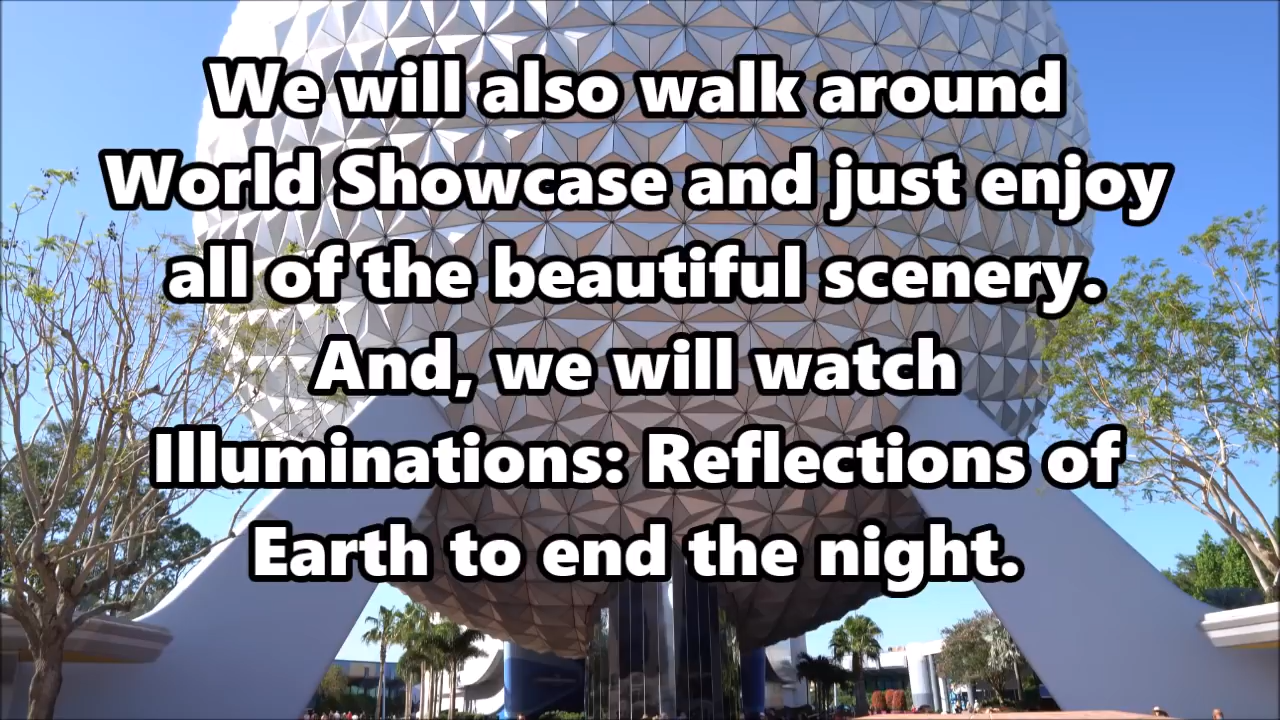 We will also walk around
World Showcase and just enjoy
all of the beautiful scenery.
And, we will watch
Illuminations: Reflections of
Earth to end the night.